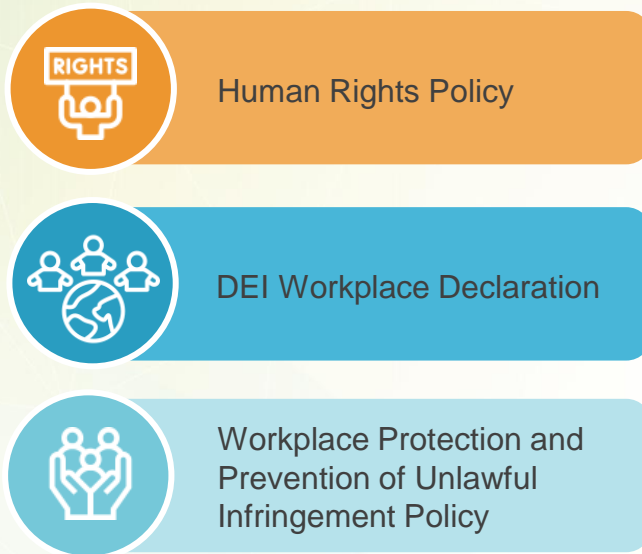 RIGHTS
Human Rights Policy
DEI Workplace Declaration
Workplace Protection and
Prevention of Unlawful
Infringement Policy